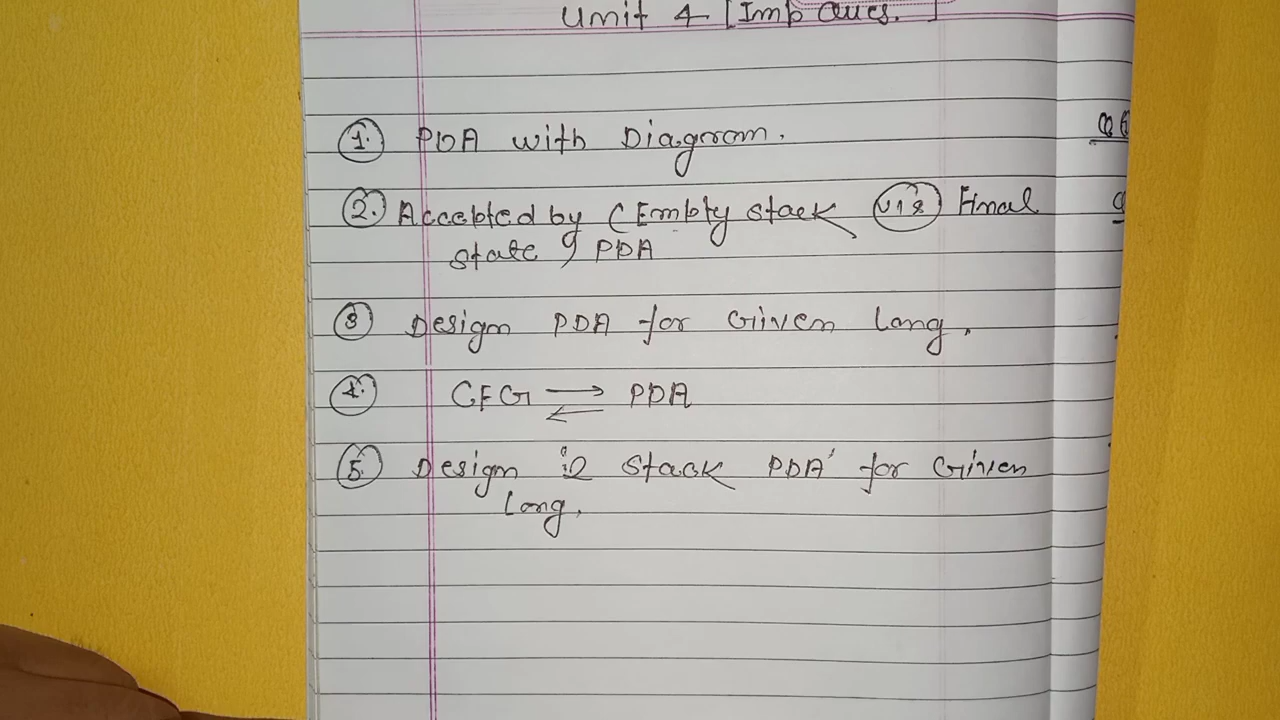 Unit 4 [Imp Ques. ]
1. PDA with Diagram.
2. Accepted by (Empty stack vis Final
state) PDA
3 Design PDA for Given Lang.
4. CFG ⇄ PDA
5. Design 2 Stack PDA for Given
Lang.